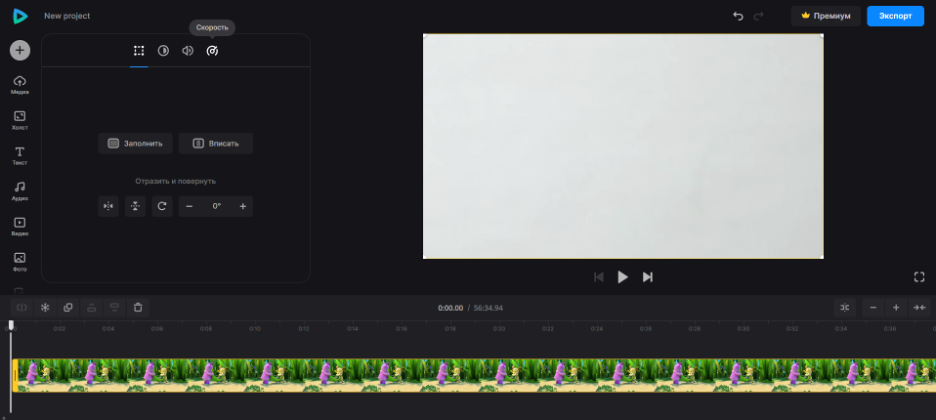 New project
Премиум
Экспорт
Скорость
Медиа
Холст
Текст
Аудио
Видео
Фото
Заполнить
Вписать
Отразить и повернуть
0°
0:00.00 / 56:34.94
0:02 0:04 0:06 0:08 0:10 0:12 0:14 0:16 0:18 0:20 0:22 0:24 0:26 0:28 0:30 0:32 0:34 0:36